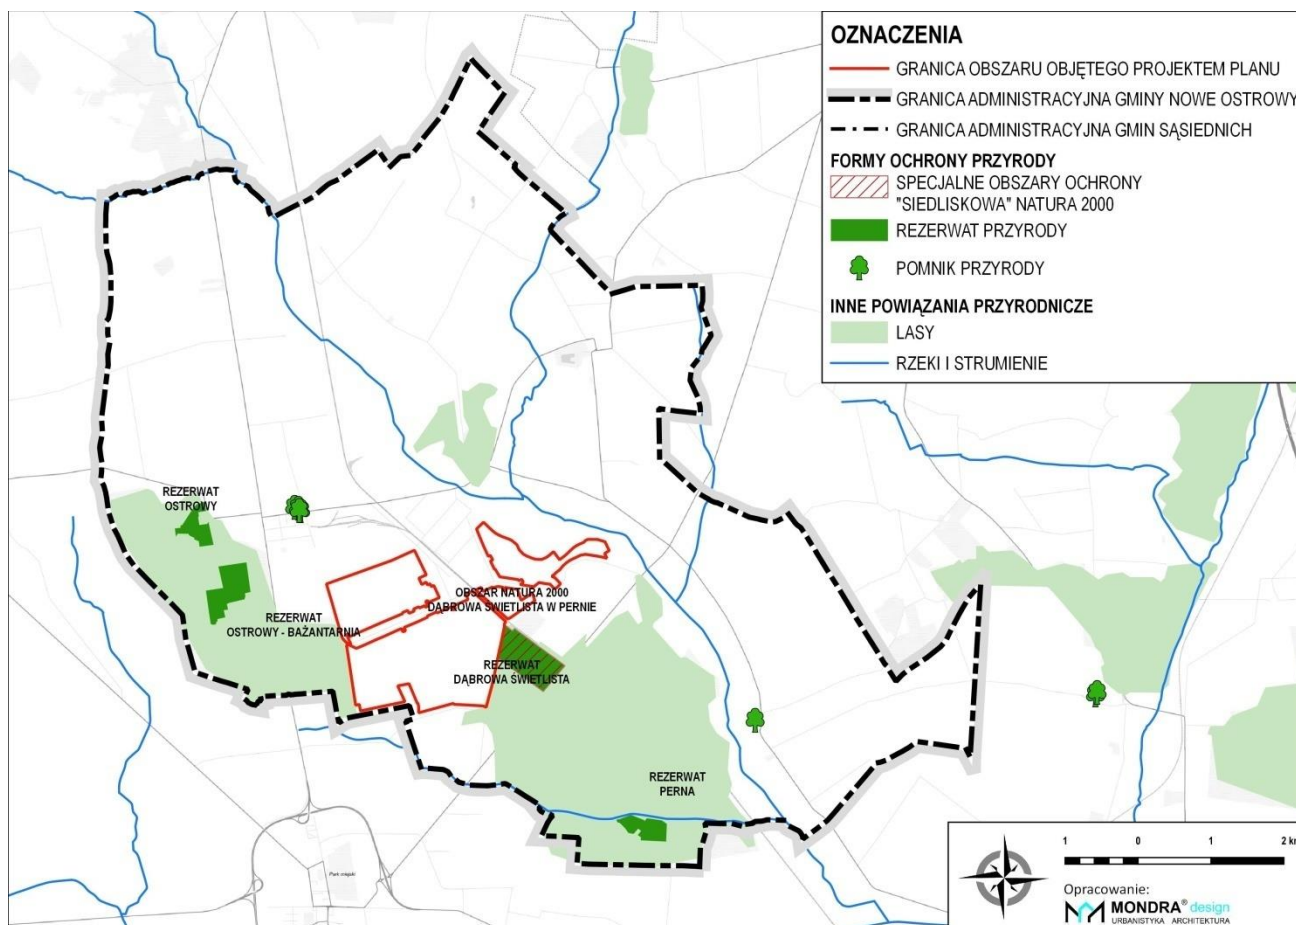 OZNACZENIA
GRANICA OBSZARU OBJĘTEGO PROJEKTEM PLANU
GRANICA ADMINISTRACYJNA GMINY NOWE OSTROWY
GRANICA ADMINISTRACYJNA GMIN SĄSIEDNICH
FORMY OCHRONY PRZYRODY
SPECJALNE OBSZARY OCHRONY
"SIEDLISKOWA" NATURA 2000
REZERWAT PRZYRODY
POMNIK PRZYRODY
INNE POWIĄZANIA PRZYRODNICZE
LASY
RZEKI I STRUMIENIE
REZERWAT
OSTROWY
OBSZAR NATURA 2000
DĄBROWA ŚWIETLISTA W PERNIE
REZERWAT
OSTROWY - BAŻANTARNIA
REZERWAT
DĄBROWA ŚWIETLISTA
REZERWAT
PERNA
Park miejski
1 0 1 2 km
Opracowanie:
MONDRA® design
URBANISTYKA ARCHITEKTURA